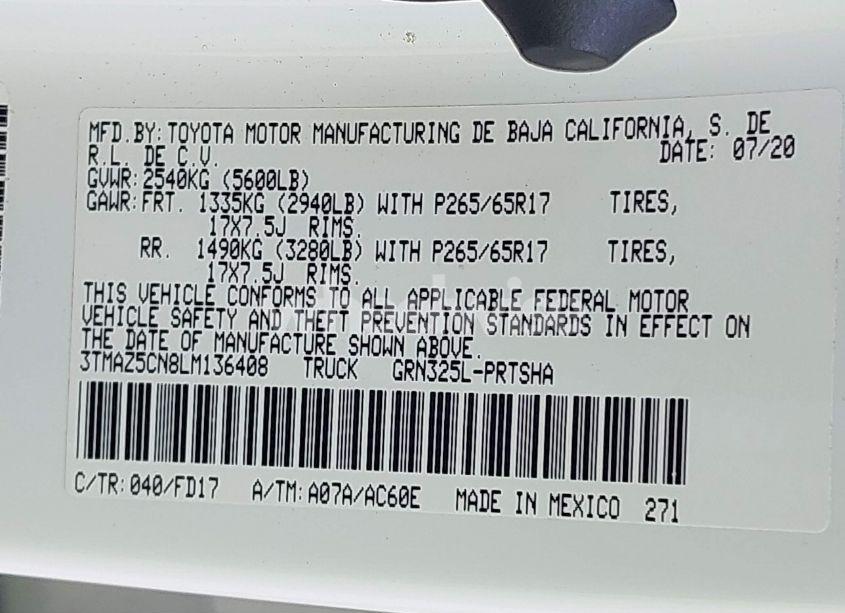 MFD.BY: TOYOTA MOTOR MANUFACTURING DE BAJA CALIFORNIA, S. DE
R.L. DE C.V. DATE: 07/20
GVWR: 2540KG (5600LB)
GAWR: FRT. 1335KG (2940LB) WITH P265/65R17 TIRES,
17X7.5J RIMS.
RR. 1490KG (3280LB) WITH P265/65R17 TIRES,
17X7.5J RIMS.
THIS VEHICLE CONFORMS TO ALL APPLICABLE FEDERAL MOTOR
VEHICLE SAFETY AND THEFT PREVENTION STANDARDS IN EFFECT ON
THE DATE OF MANUFACTURE SHOWN ABOVE.
3TMAZ5CN8LM136408 TRUCK GRN325L-PRTSHA
C/TR: 040/FD17 A/TM: A07A/AC60E MADE IN MEXICO 271